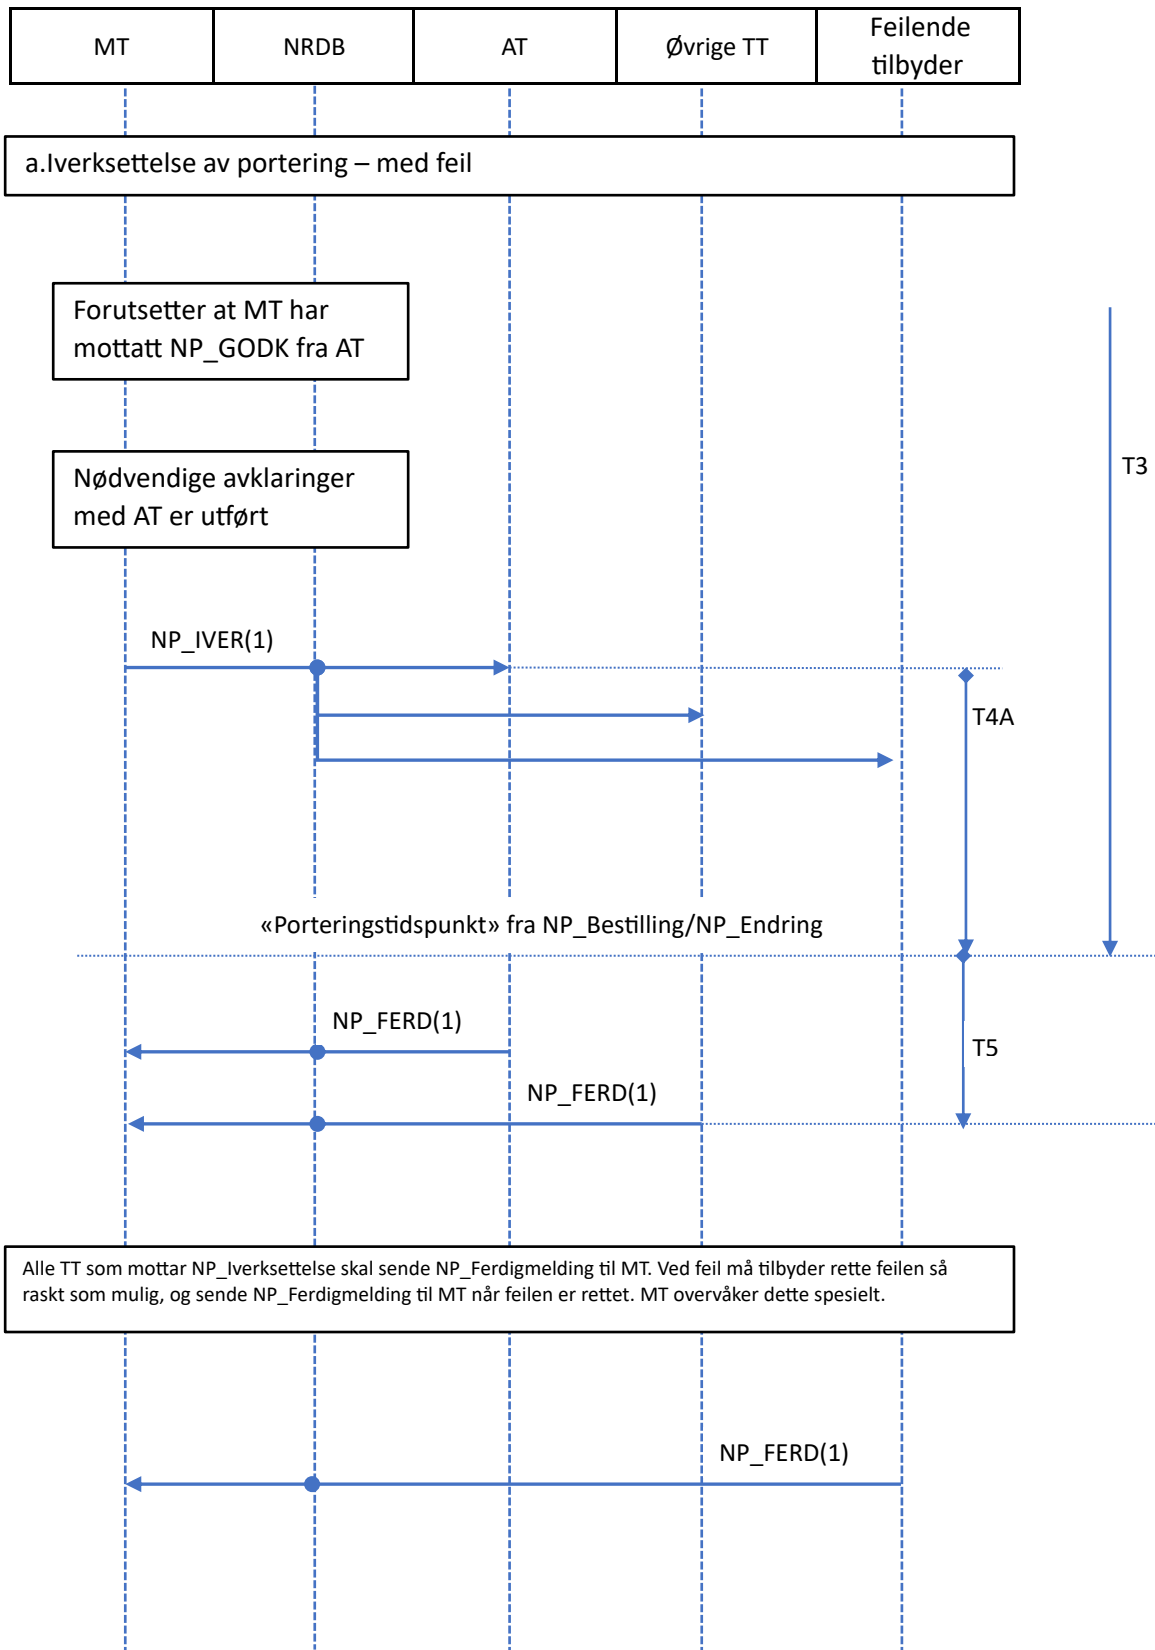 MT
NRDB
AT
Øvrige TT
Feilende
tilbyder
a.Iverksettelse av portering – med feil
Forutsetter at MT har
mottatt NP_GODK fra AT
T3
Nødvendige avklaringer
med AT er utført
NP_IVER(1)
T4A
«Porteringstidspunkt» fra NP_Bestilling/NP_Endring
NP_FERD(1)
T5
NP_FERD(1)
Alle TT som mottar NP_Iverksettelse skal sende NP_Ferdigmelding til MT. Ved feil må tilbyder rette feilen så
raskt som mulig, og sende NP_Ferdigmelding til MT når feilen er rettet. MT overvåker dette spesielt.
NP_FERD(1)